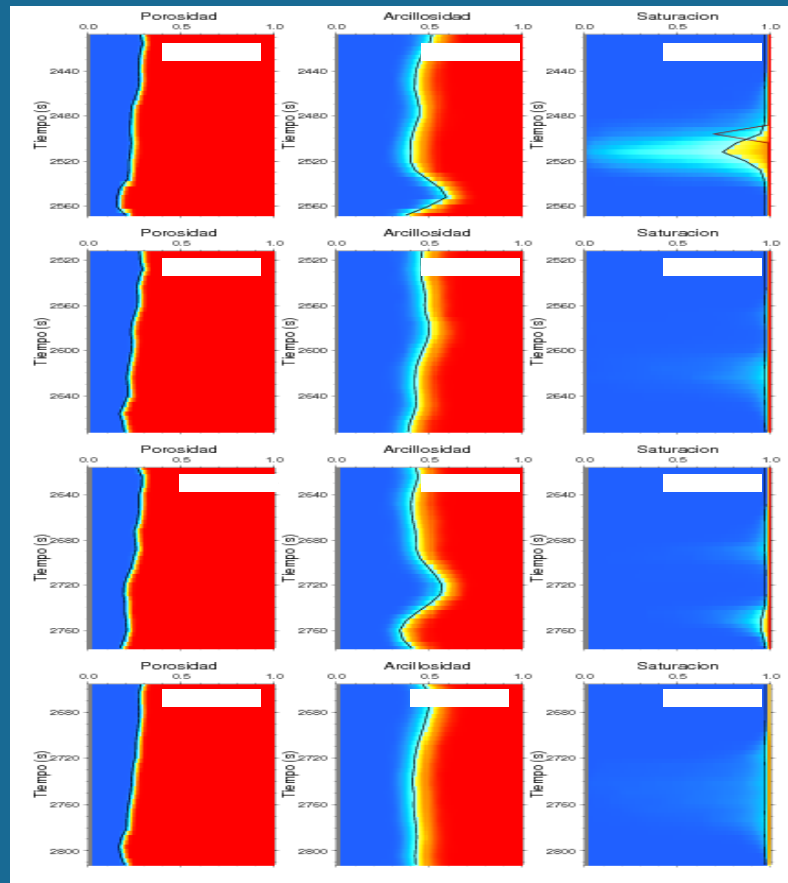 Porosidad Arcillosidad Saturacion
0.0 0.5 1.0 0.0 0.5 1.0 0.0 0.5 1.0
Tiempo (s) Tiempo (s) Tiempo (s)
2440 2440 2440
2480 2480 2480
2520 2520 2520
2560 2560 2560
Porosidad Arcillosidad Saturacion
0.0 0.5 1.0 0.0 0.5 1.0 0.0 0.5 1.0
Tiempo (s) Tiempo (s) Tiempo (s)
2520 2520 2520
2560 2560 2560
2600 2600 2600
2640 2640 2640
Porosidad Arcillosidad Saturacion
0.0 0.5 1.0 0.0 0.5 1.0 0.0 0.5 1.0
Tiempo (s) Tiempo (s) Tiempo (s)
2640 2640 2640
2680 2680 2680
2720 2720 2720
2760 2760 2760
Porosidad Arcillosidad Saturacion
0.0 0.5 1.0 0.0 0.5 1.0 0.0 0.5 1.0
Tiempo (s) Tiempo (s) Tiempo (s)
2680 2680 2680
2720 2720 2720
2760 2760 2760
2800 2800 2800